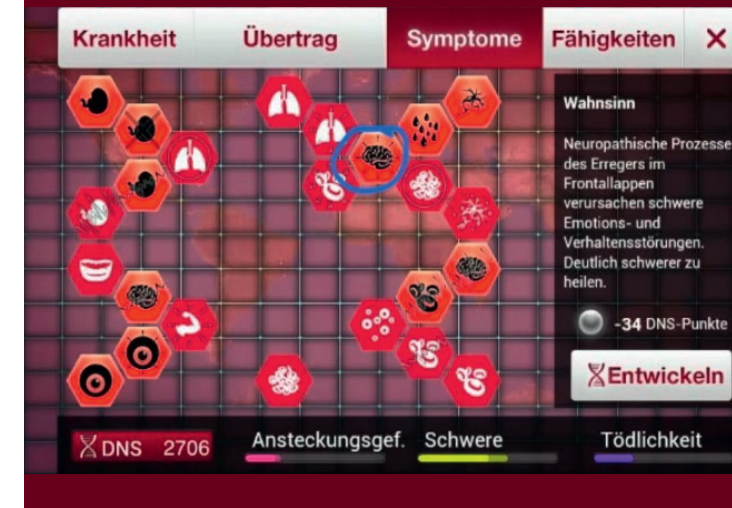 Krankheit Übertrag Symptome Fähigkeiten X
Wahnsinn
Neuropathische Prozesse
des Erregers im
Frontallappen
verursachen schwere
Emotions- und
Verhaltensstörungen.
Deutlich schwerer zu
heilen.
-34 DNS-Punkte
Entwickeln
DNS 2706
Ansteckungsgef. Schwere Tödlichkeit